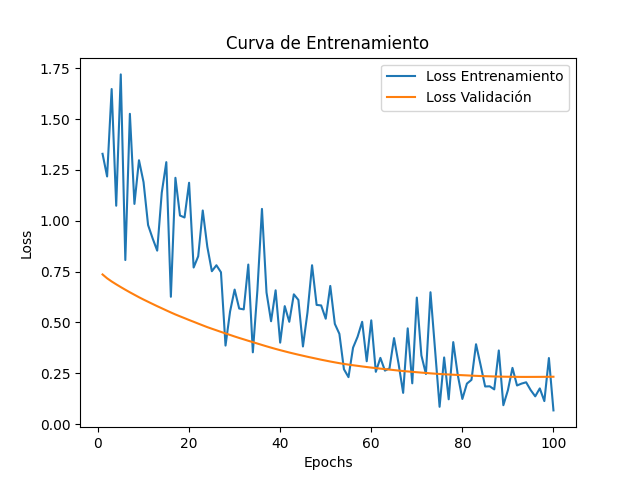 Curva de Entrenamiento
Loss Entrenamiento
Loss Validación
Loss
1.75
1.50
1.25
1.00
0.75
0.50
0.25
0.00
0 20 40 60 80 100
Epochs